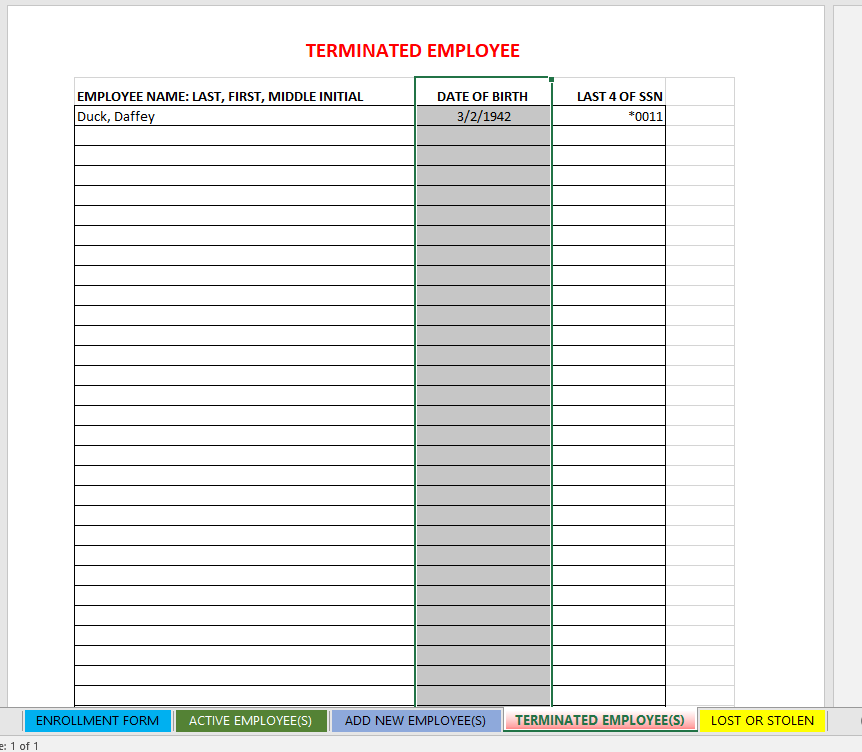 TERMINATED EMPLOYEE
EMPLOYEE NAME: LAST, FIRST, MIDDLE INITIAL DATE OF BIRTH LAST 4 OF SSN
Duck, Daffey 3/2/1942 *0011
ENROLLMENT FORM ACTIVE EMPLOYEE(S) ADD NEW EMPLOYEE(S) TERMINATED EMPLOYEE(S) LOST OR STOLEN
e: 1 of 1